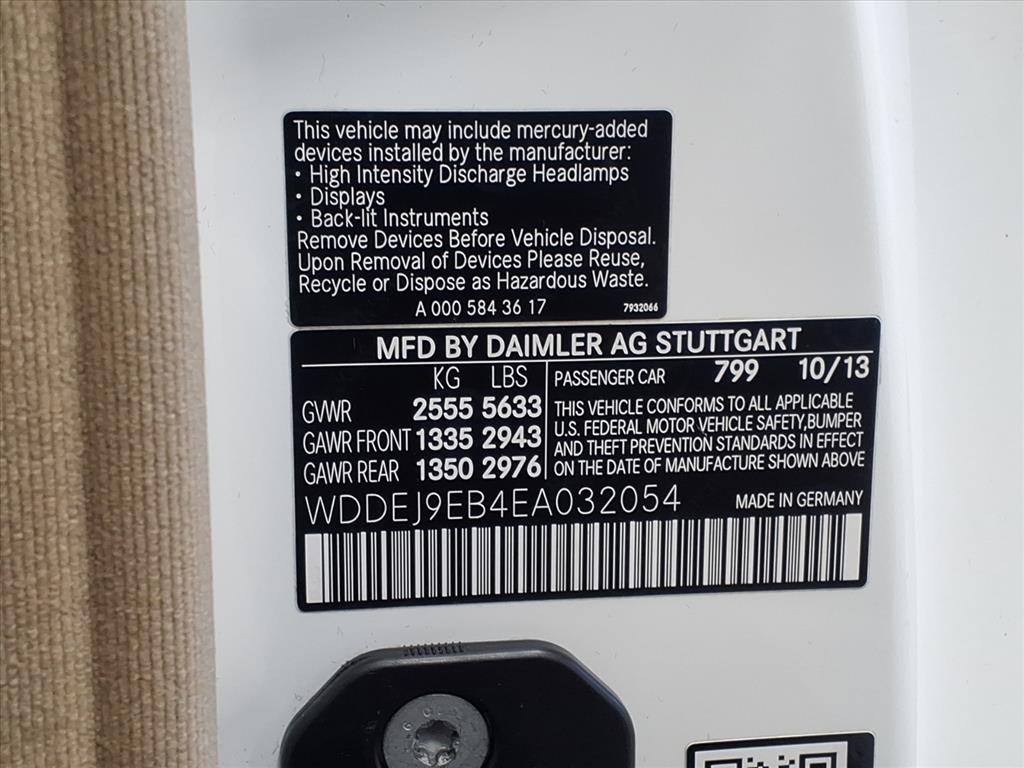 This vehicle may include mercury-added
devices installed by the manufacturer:
· High Intensity Discharge Headlamps
· Displays
· Back-lit Instruments
Remove Devices Before Vehicle Disposal.
Upon Removal of Devices Please Reuse,
Recycle or Dispose as Hazardous Waste.
A 000 584 36 17 7932066
MFD BY DAIMLER AG STUTTGART
KG LBS
GVWR 2555 5633
GAWR FRONT 1335 2943
GAWR REAR 1350 2976
PASSENGER CAR 799 10/13
THIS VEHICLE CONFORMS TO ALL APPLICABLE
U.S. FEDERAL MOTOR VEHICLE SAFETY,BUMPER
AND THEFT PREVENTION STANDARDS IN EFFECT
ON THE DATE OF MANUFACTURE SHOWN ABOVE
WDDEJ9EB4EA032054 MADE IN GERMANY